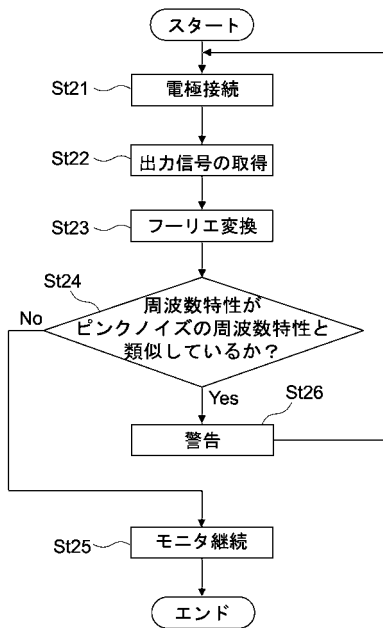 スタート
St21
電極接続
St22
出力信号の取得
St23
フーリエ変換
St24
周波数特性が
ピンクノイズの周波数特性と
類似しているか?
No
Yes
St26
警告
St25
モニタ継続
エンド